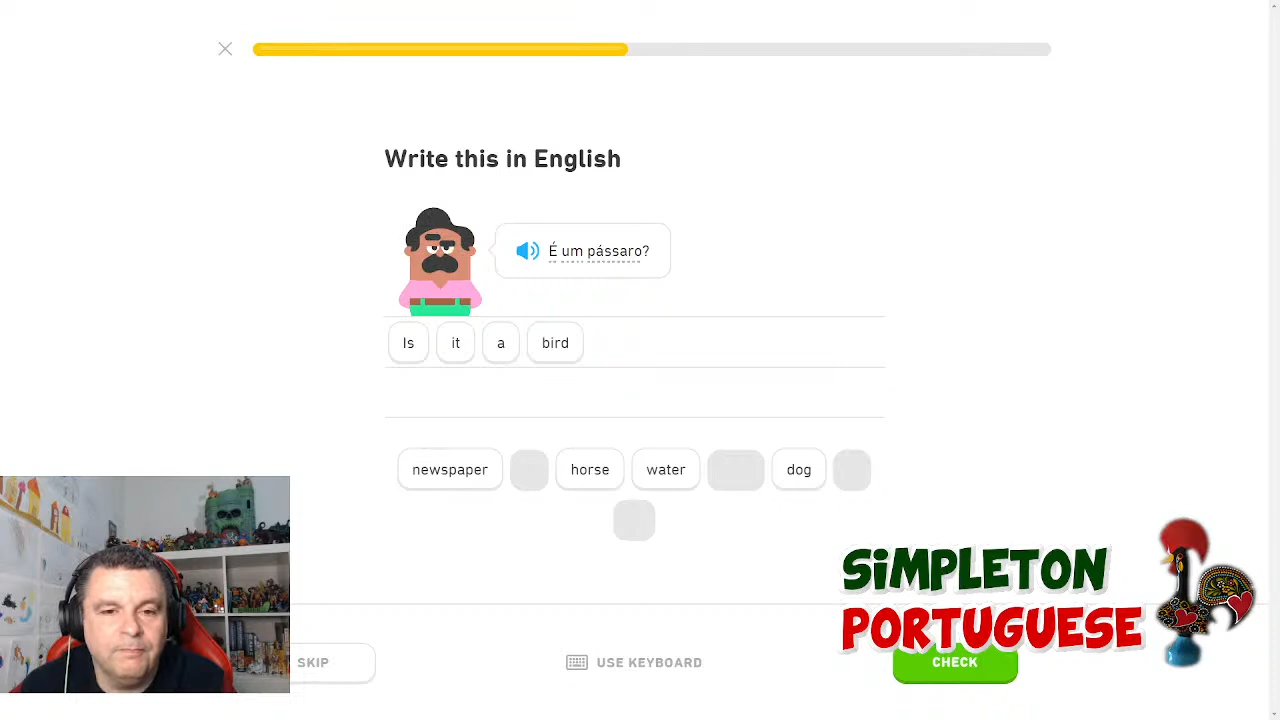 Write this in English
É um pássaro?
Is it a bird
newspaper horse water dog
SiMPLETON
PORTUGUESE
SKIP USE KEYBOARD CHECK